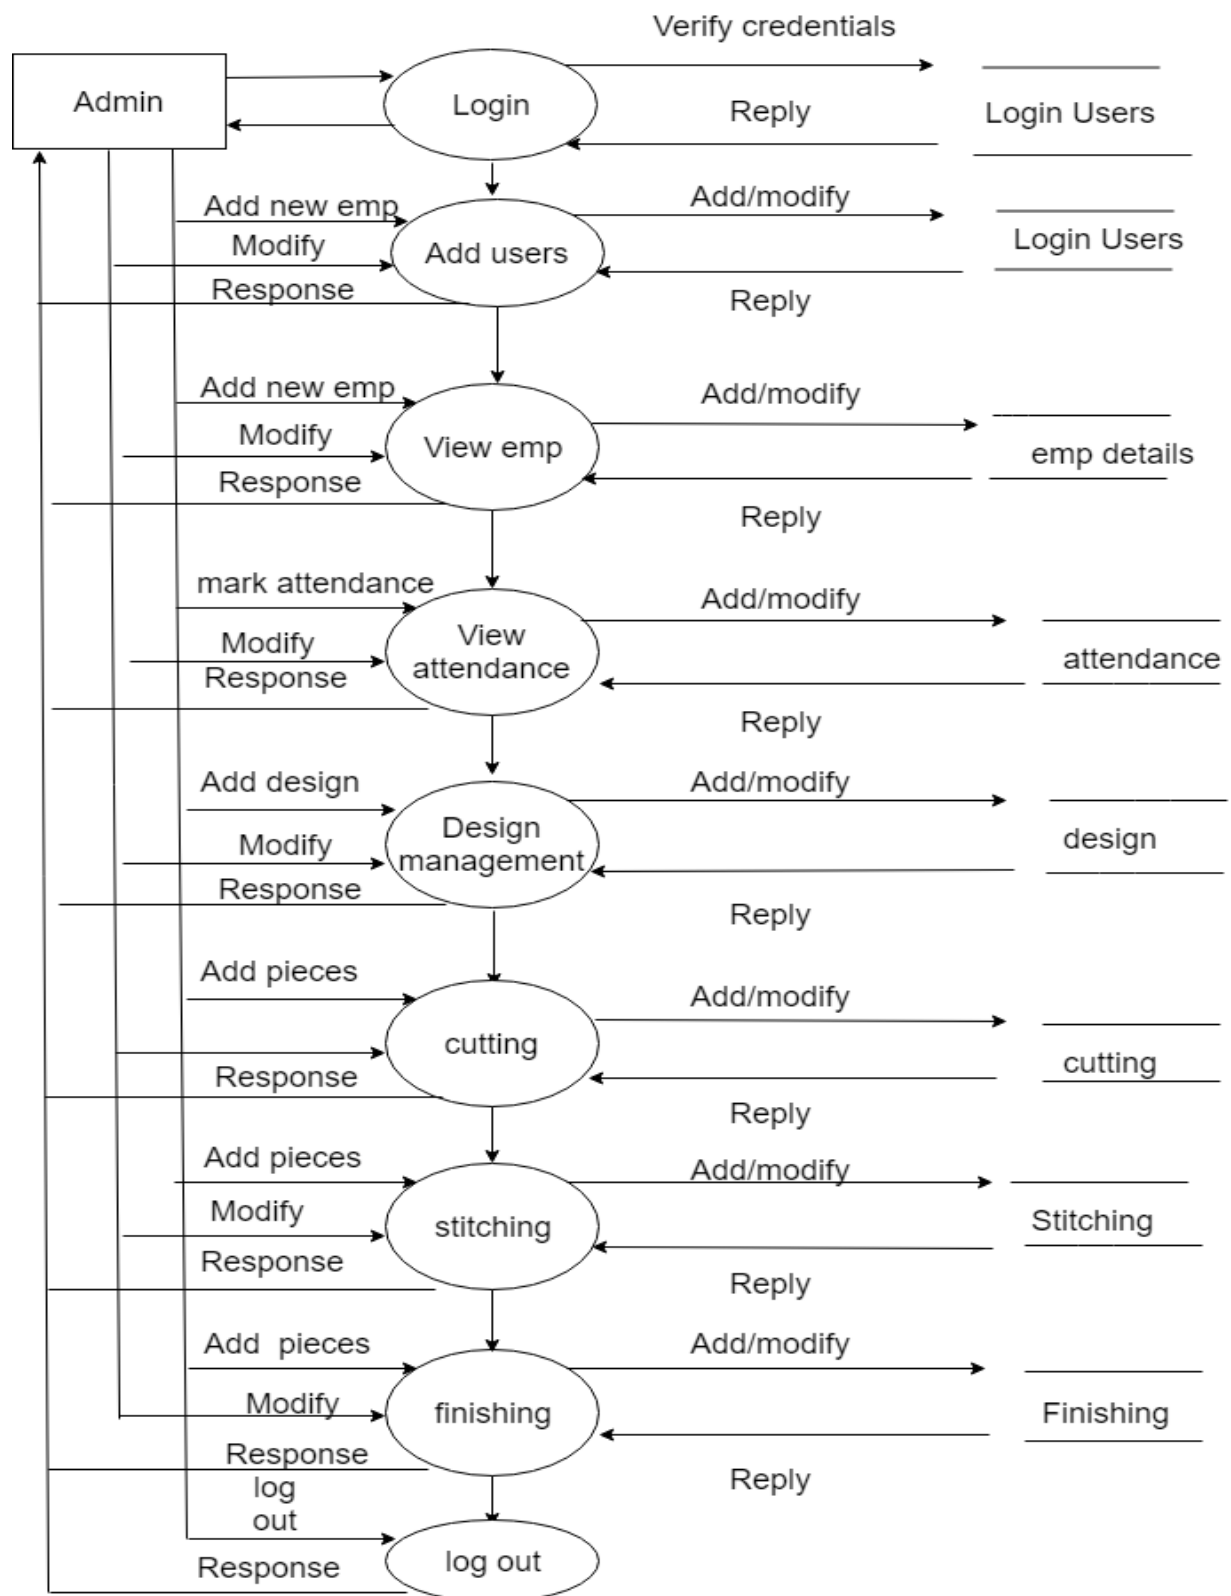 Verify credentials
Admin
Login
Reply
Login Users
Add new emp
Add/modify
Modify
Add users
Login Users
Response
Reply
Add new emp
Add/modify
Modify
View emp
emp details
Response
Reply
mark attendance
Add/modify
Modify
View
attendance
attendance
Response
Reply
Add design
Add/modify
Modify
Design
management
design
Response
Reply
Add pieces
Add/modify
cutting
cutting
Response
Reply
Add pieces
Add/modify
Modify
stitching
Stitching
Response
Reply
Add  pieces
Add/modify
Modify
finishing
Finishing
Response
Reply
log
out
log out
Response